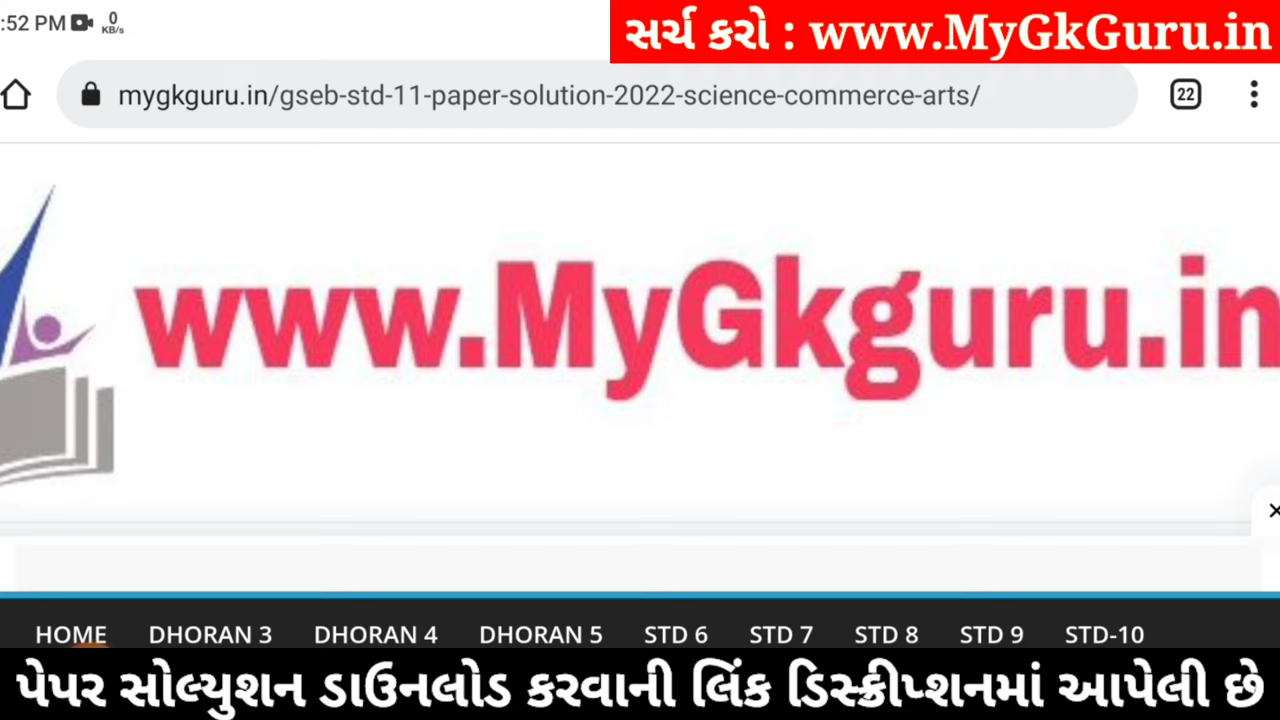 :52 PM 0 KB/s
સર્ચ કરો : www.MyGkGuru.in
mygkguru.in/gseb-std-11-paper-solution-2022-science-commerce-arts/ 22
www.MyGkguru.in
HOME DHORAN 3 DHORAN 4 DHORAN 5 STD 6 STD 7 STD 8 STD 9 STD-10
પેપર સોલ્યુશન ડાઉનલોડ કરવાની લિંક ડિસ્ક્રીપ્શનમાં આપેલી છે